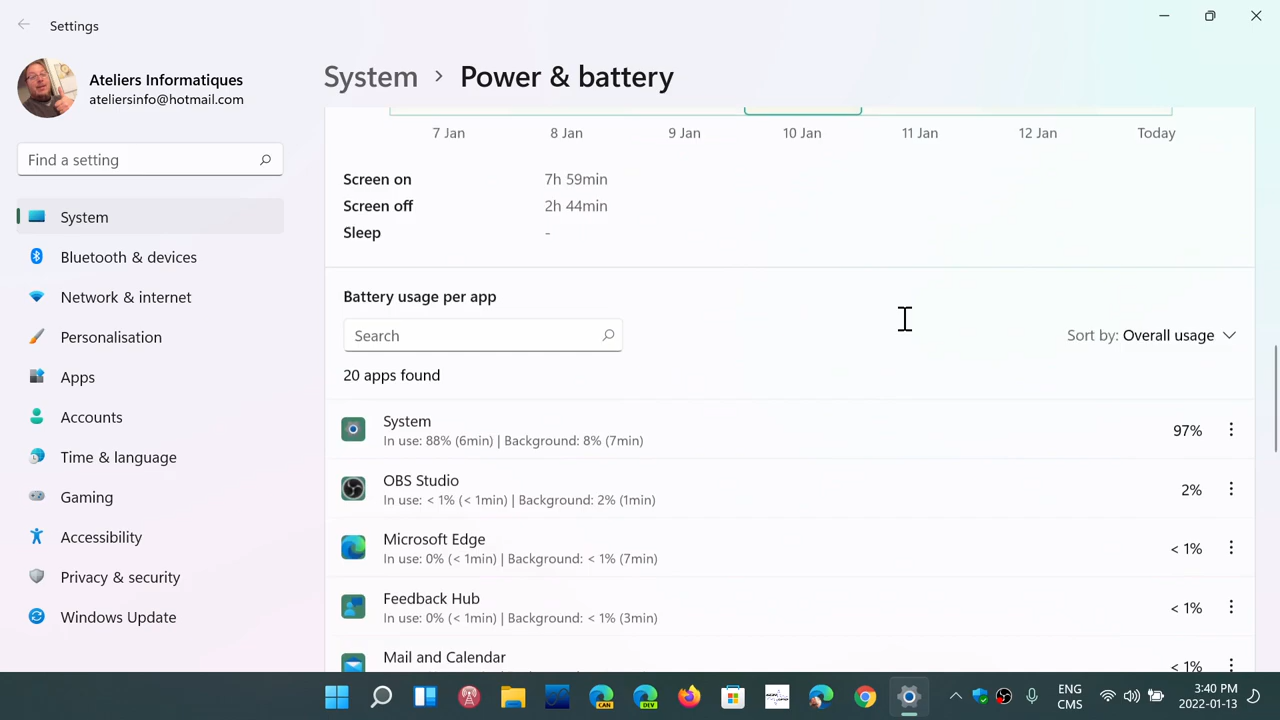 Settings
Ateliers Informatiques
ateliersinfo@hotmail.com
Find a setting
System
Bluetooth & devices
Network & internet
Personalisation
Apps
Accounts
Time & language
Gaming
Accessibility
Privacy & security
Windows Update
System > Power & battery
7 Jan 8 Jan 9 Jan 10 Jan 11 Jan 12 Jan Today
Screen on 7h 59min
Screen off 2h 44min
Sleep -
Battery usage per app
Search
Sort by: Overall usage
20 apps found
System
In use: 88% (6min) | Background: 8% (7min)
97%
OBS Studio
In use: < 1% (< 1min) | Background: 2% (1min)
2%
Microsoft Edge
In use: 0% (< 1min) | Background: < 1% (7min)
< 1%
Feedback Hub
In use: 0% (< 1min) | Background: < 1% (3min)
< 1%
Mail and Calendar
< 1%
CAN
DEV
ENG
CMS
3:40 PM
2022-01-13